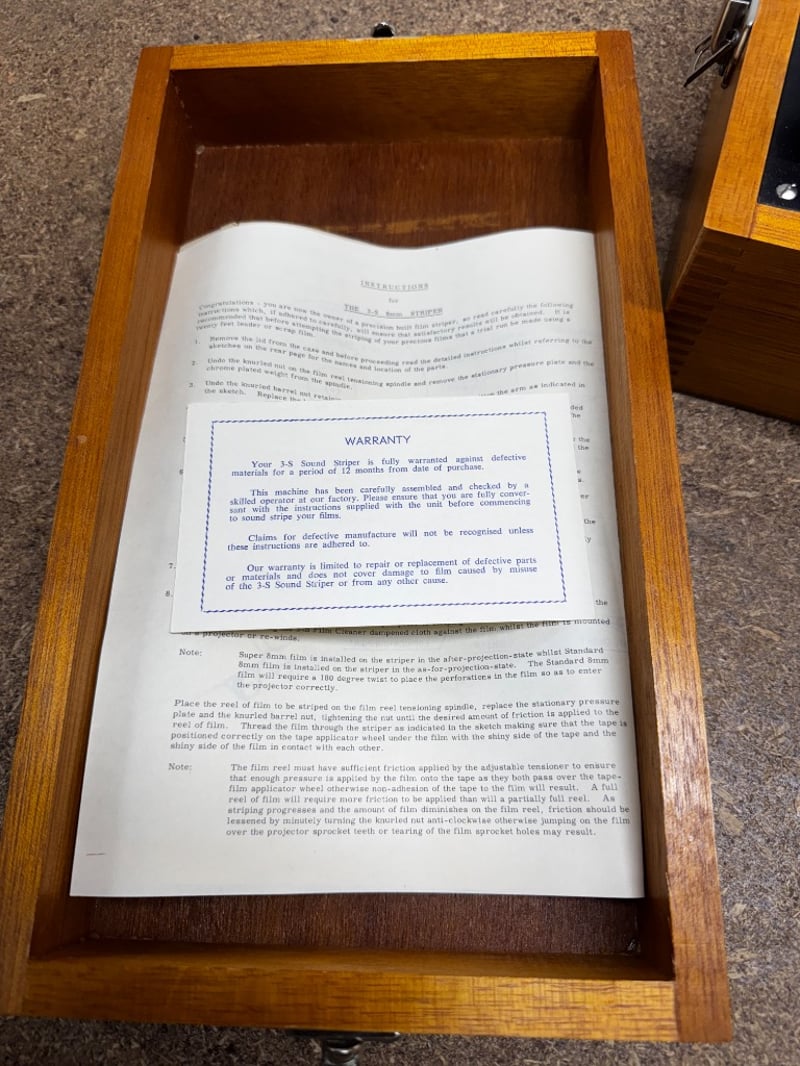 INSTRUCTIONS
for
THE 3-S 8mm STRIPER
Congratulations - you are now the owner of a precision built film striper, so read carefully the following
instructions which, if adhered to carefully, will ensure that satisfactory results will be obtained. It is
recommended that before attempting the striping of your precious films that a trial run be made using a
twenty feet leader or scrap film.
1. Remove the lid from the case and before proceeding read the detailed instructions whilst referring to the
sketches on the rear page for the names and location of the parts.
2. Undo the knurled nut on the film reel tensioning spindle and remove the stationary pressure plate and the
chrome plated weight from the spindle.
3. Undo the knurled barrel nut the arm as indicated in
the sketch. Replace the
WARRANTY
Your 3-S Sound Striper is fully warranted against defective
materials for a period of 12 months from date of purchase.
This machine has been carefully assembled and checked by a
skilled operator at our factory. Please ensure that you are fully conver-
sant with the instructions supplied with the unit before commencing
to sound stripe your films.
Claims for defective manufacture will not be recognised unless
these instructions are adhered to.
Our warranty is limited to repair or replacement of defective parts
or materials and does not cover damage to film caused by misuse
of the 3-S Sound Striper or from any other cause.
7.
8.
the
Film Cleaner dampened cloth against the film whilst the film is mounted
on a projector or re-winds.
Note: Super 8mm film is installed on the striper in the after-projection-state whilst Standard
8mm film is installed on the striper in the as-for-projection-state. The Standard 8mm
film will require a 180 degree twist to place the perforations in the film so as to enter
the projector correctly.
Place the reel of film to be striped on the film reel tensioning spindle, replace the stationary pressure
plate and the knurled barrel nut, tightening the nut until the desired amount of friction is applied to the
reel of film. Thread the film through the striper as indicated in the sketch making sure that the tape is
positioned correctly on the tape applicator wheel under the film with the shiny side of the tape and the
shiny side of the film in contact with each other.
Note: The film reel must have sufficient friction applied by the adjustable tensioner to ensure
that enough pressure is applied by the film onto the tape as they both pass over the tape-
film applicator wheel otherwise non-adhesion of the tape to the film will result. A full
reel of film will require more friction to be applied than will a partially full reel. As
striping progresses and the amount of film diminishes on the film reel, friction should be
lessened by minutely turning the knurled nut anti-clockwise otherwise jumping on the film
over the projector sprocket teeth or tearing of the film sprocket holes may result.